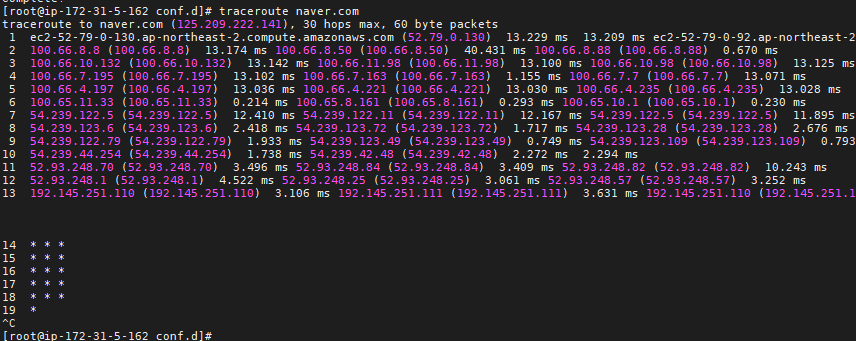 [root@ip-172-31-5-162 conf.d]# traceroute naver.com
traceroute to naver.com (125.209.222.141), 30 hops max, 60 byte packets
1 ec2-52-79-0-130.ap-northeast-2.compute.amazonaws.com (52.79.0.130) 13.229 ms 13.209 ms ec2-52-79-0-92.ap-northeast-2
2 100.66.8.8 (100.66.8.8) 13.174 ms 100.66.8.50 (100.66.8.50) 40.431 ms 100.66.8.88 (100.66.8.88) 0.670 ms
3 100.66.10.132 (100.66.10.132) 13.142 ms 100.66.11.98 (100.66.11.98) 13.100 ms 100.66.10.98 (100.66.10.98) 13.125 ms
4 100.66.7.195 (100.66.7.195) 13.102 ms 100.66.7.163 (100.66.7.163) 1.155 ms 100.66.7.7 (100.66.7.7) 13.071 ms
5 100.66.4.197 (100.66.4.197) 13.036 ms 100.66.4.221 (100.66.4.221) 13.030 ms 100.66.4.235 (100.66.4.235) 13.028 ms
6 100.65.11.33 (100.65.11.33) 0.214 ms 100.65.8.161 (100.65.8.161) 0.293 ms 100.65.10.1 (100.65.10.1) 0.230 ms
7 54.239.122.5 (54.239.122.5) 12.410 ms 54.239.122.11 (54.239.122.11) 12.167 ms 54.239.122.5 (54.239.122.5) 11.895 ms
8 54.239.123.6 (54.239.123.6) 2.418 ms 54.239.123.72 (54.239.123.72) 1.717 ms 54.239.123.28 (54.239.123.28) 2.676 ms
9 54.239.122.79 (54.239.122.79) 1.933 ms 54.239.123.49 (54.239.123.49) 0.749 ms 54.239.123.109 (54.239.123.109) 0.793
10 54.239.44.254 (54.239.44.254) 1.738 ms 54.239.42.48 (54.239.42.48) 2.272 ms 2.294 ms
11 52.93.248.70 (52.93.248.70) 3.496 ms 52.93.248.84 (52.93.248.84) 3.409 ms 52.93.248.82 (52.93.248.82) 10.243 ms
12 52.93.248.1 (52.93.248.1) 4.522 ms 52.93.248.25 (52.93.248.25) 3.061 ms 52.93.248.57 (52.93.248.57) 3.252 ms
13 192.145.251.110 (192.145.251.110) 3.106 ms 192.145.251.111 (192.145.251.111) 3.631 ms 192.145.251.110 (192.145.251.1
14 * * *
15 * * *
16 * * *
17 * * *
18 * * *
19 *
^C
[root@ip-172-31-5-162 conf.d]#